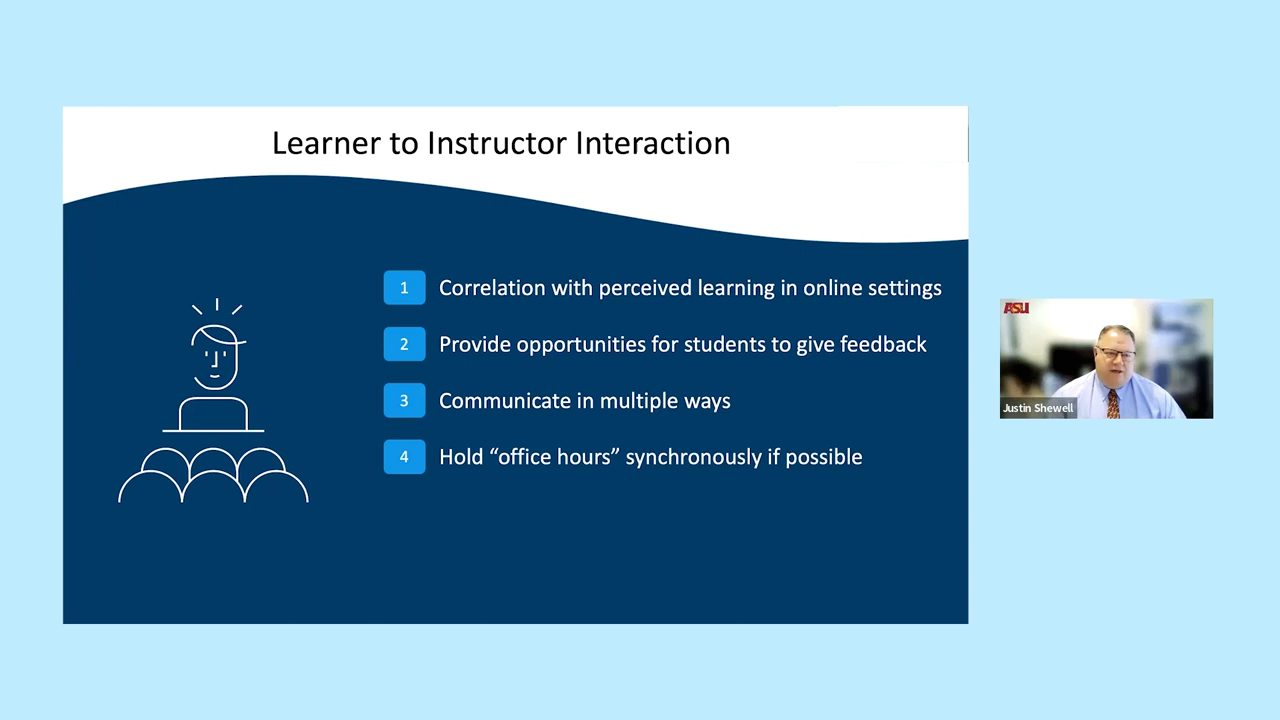 Learner to Instructor Interaction
1 Correlation with perceived learning in online settings
2 Provide opportunities for students to give feedback
3 Communicate in multiple ways
4 Hold “office hours” synchronously if possible
ASU
Justin Shewell